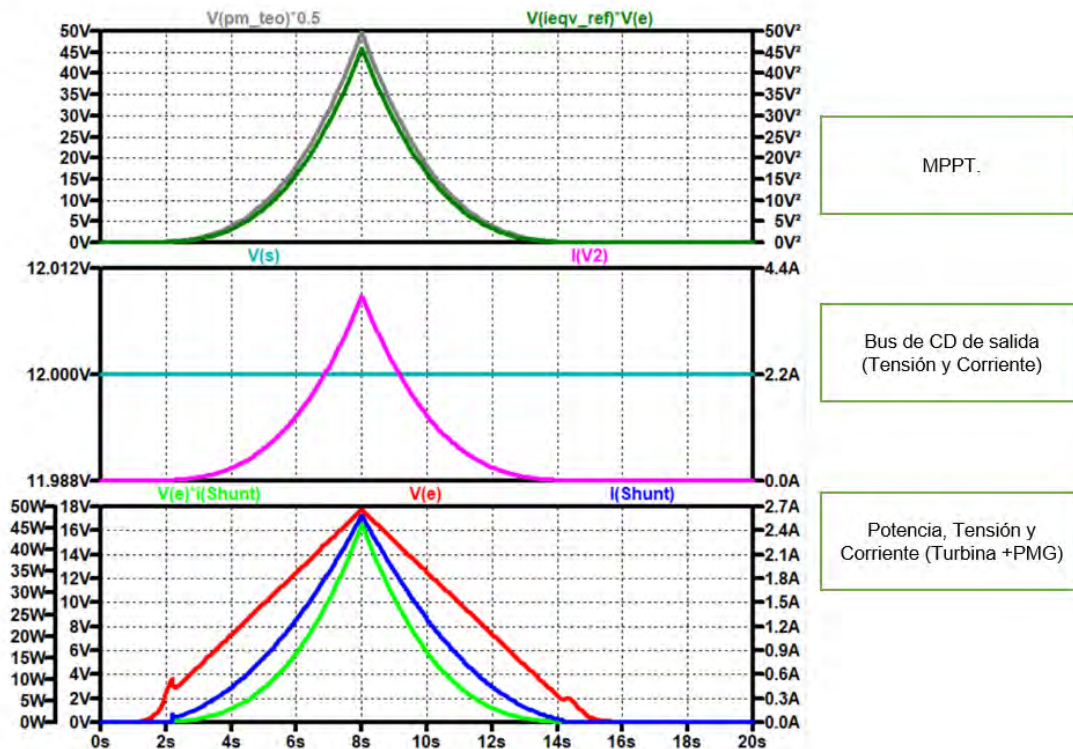 V(pm_teo)*0.5 V(ieqv_ref)*V(e)
50V 50V²
45V 45V²
40V 40V²
35V 35V²
30V 30V²
25V 25V²
20V 20V²
15V 15V²
10V 10V²
5V 5V²
0V 0V²
MPPT.
V(s) I(V2)
12.012V 4.4A
12.000V 2.2A
11.988V 0.0A
Bus de CD de salida
(Tensión y Corriente)
V(e)*i(Shunt) V(e) I(Shunt)
50W 18V 2.7A
45W 16V 2.4A
40W 14V 2.1A
35W 12V 1.8A
30W 10V 1.5A
25W 8V 1.2A
20W 6V 0.9A
15W 4V 0.6A
10W 2V 0.3A
5W 0V 0.0A
0W
Potencia, Tensión y
Corriente (Turbina +PMG)
0s 2s 4s 6s 8s 10s 12s 14s 16s 18s 20s